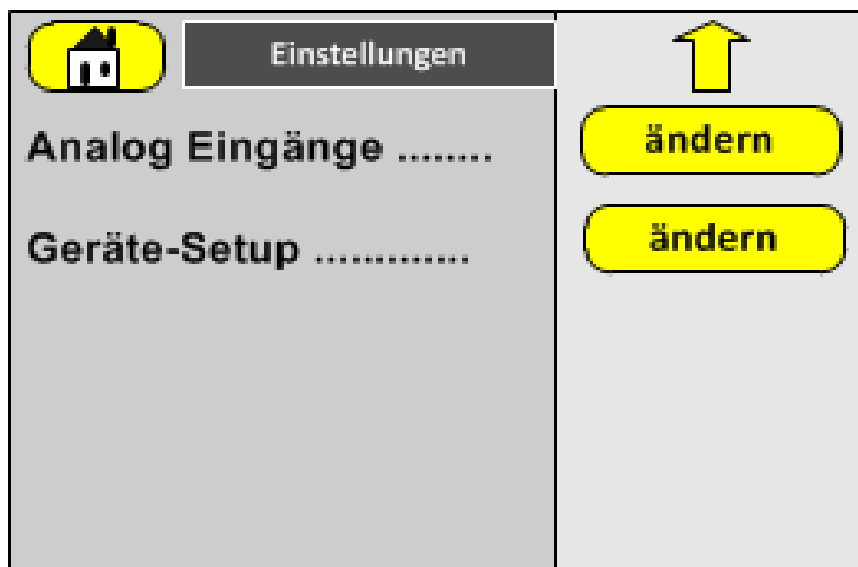 Einstellungen
Analog Eingänge ........ ändern
Geräte-Setup ............. ändern